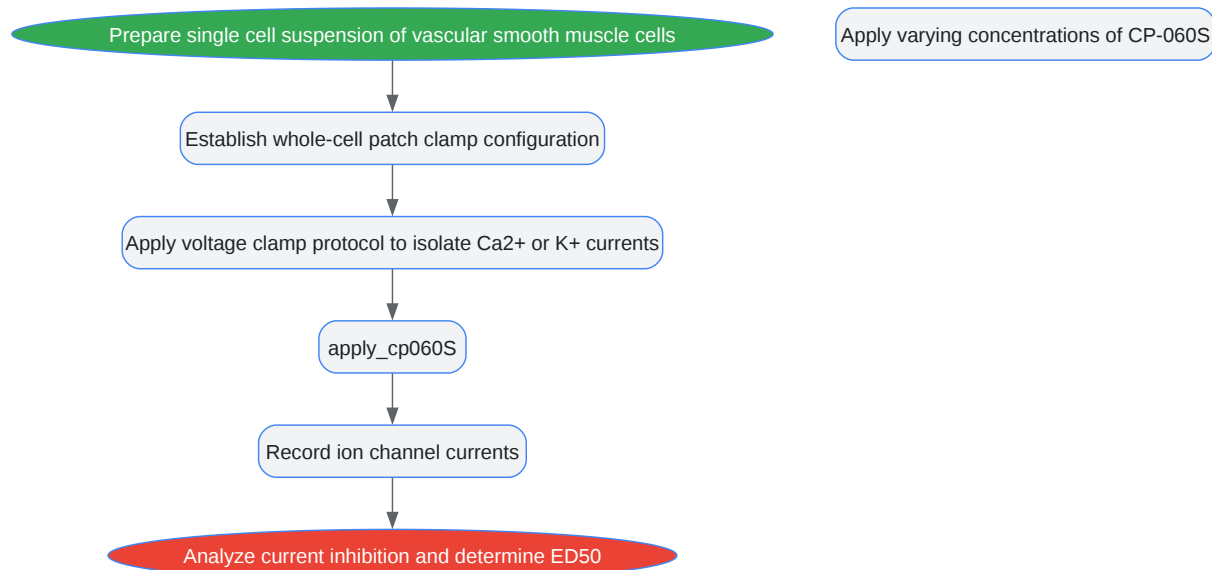 Prepare single cell suspension of vascular smooth muscle cells
Apply varying concentrations of CP-060S
Establish whole-cell patch clamp configuration
Apply voltage clamp protocol to isolate Ca2+ or K+ currents
apply_cp060S
Record ion channel currents
Analyze current inhibition and determine ED50